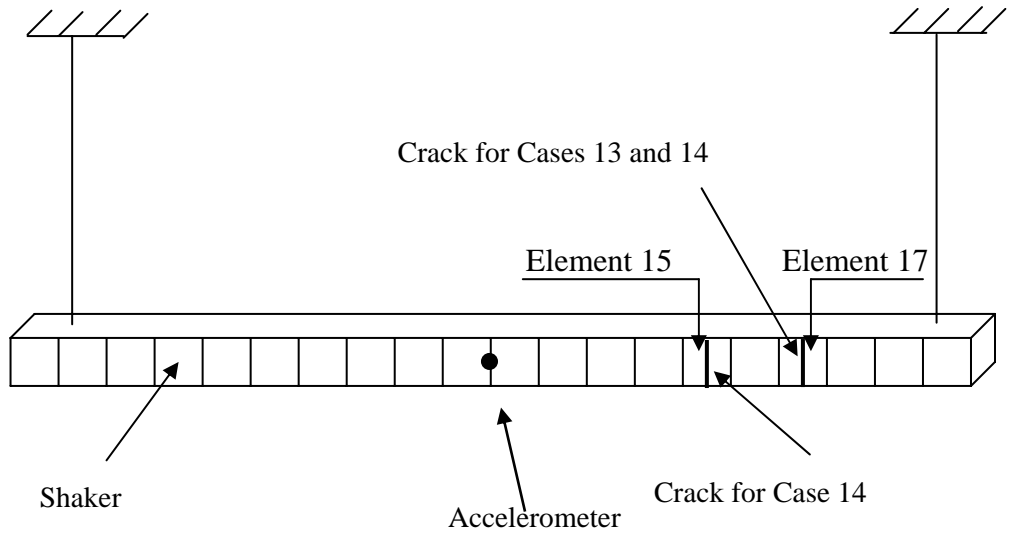 Crack for Cases 13 and 14
Element 15
Element 17
Shaker
Crack for Case 14
Accelerometer